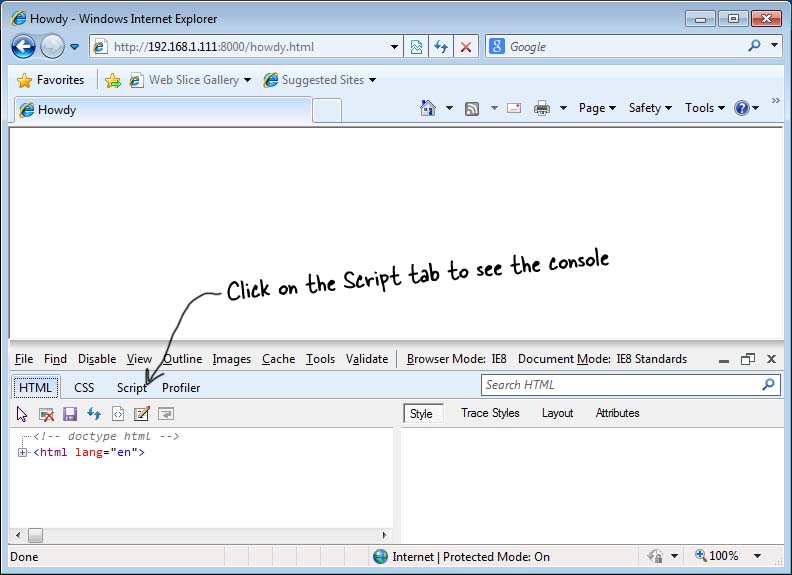 Howdy - Windows Internet Explorer
http://192.168.1.111:8000/howdy.html
Google
Favorites
Web Slice Gallery
Suggested Sites
Howdy
Page
Safety
Tools
Click on the Script tab to see the console
File Find Disable View Outline Images Cache Tools Validate Browser Mode: IE8 Document Mode: IE8 Standards
HTML CSS Script Profiler
Search HTML
Style Trace Styles Layout Attributes
<!-- doctype html -->
<html lang="en">
Done
Internet | Protected Mode: On
100%